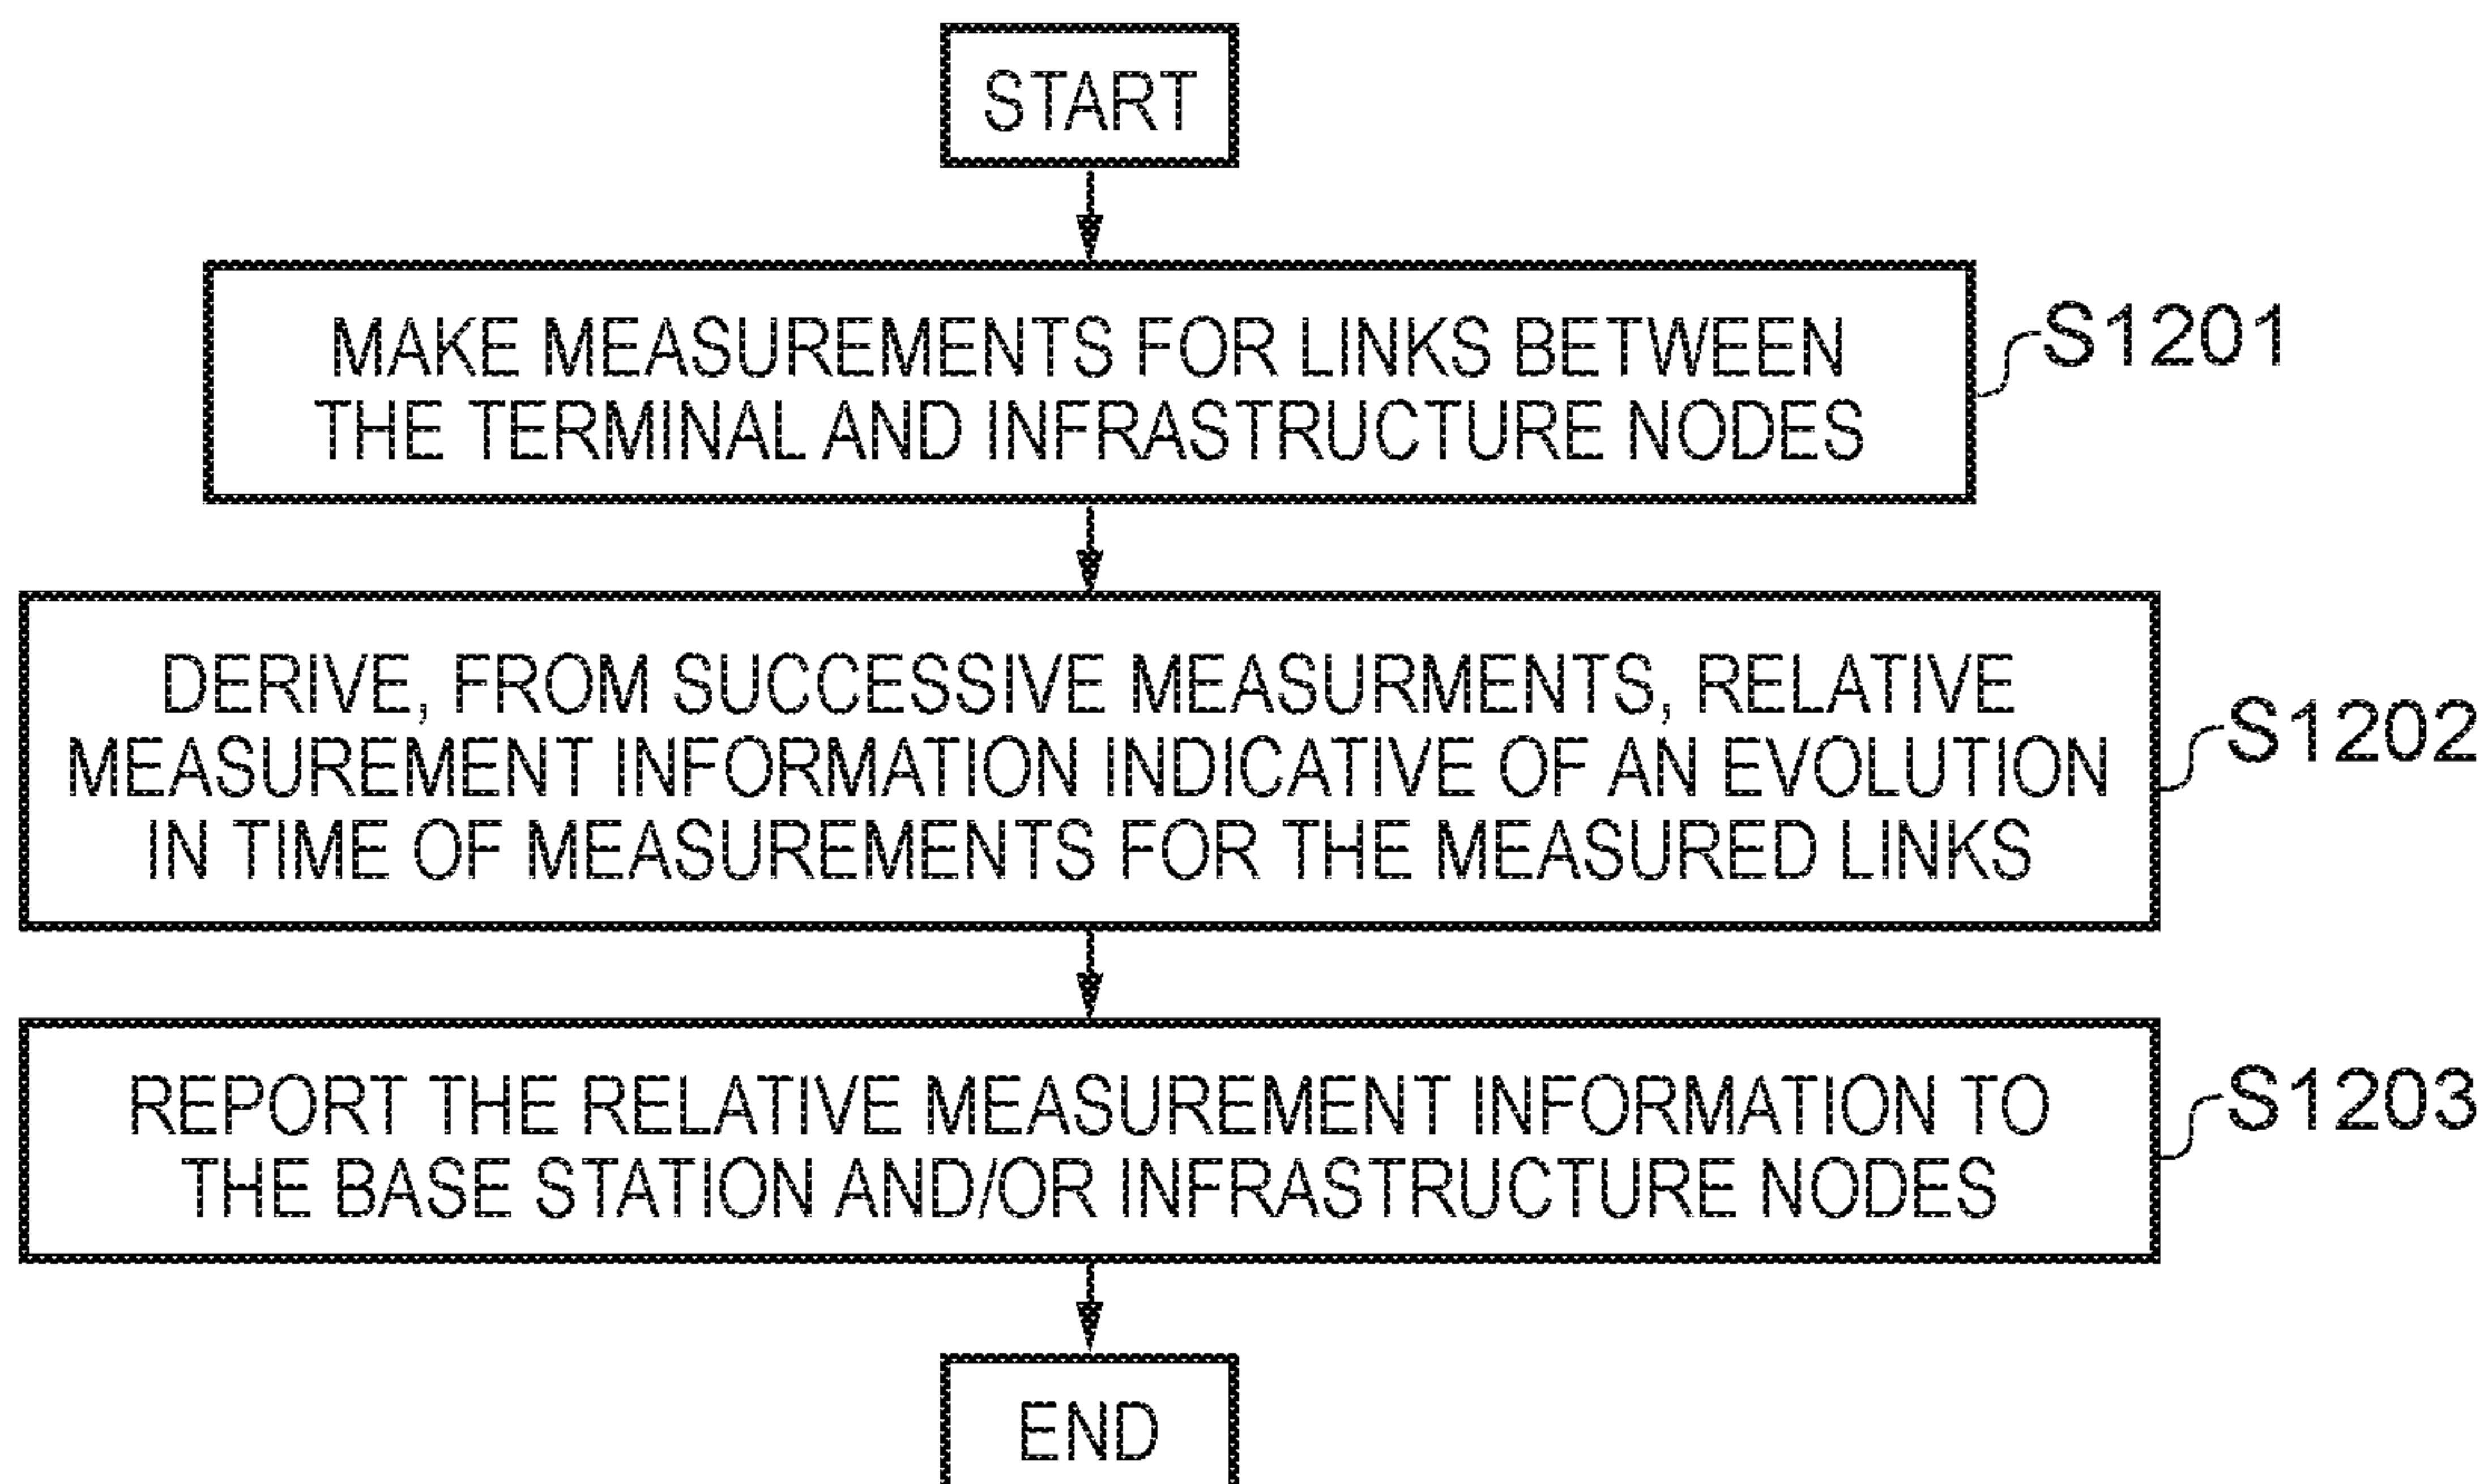 START
MAKE MEASUREMENTS FOR LINKS BETWEEN
THE TERMINAL AND INFRASTRUCTURE NODES
S1201
DERIVE, FROM SUCCESSIVE MEASURMENTS, RELATIVE
MEASUREMENT INFORMATION INDICATIVE OF AN EVOLUTION
IN TIME OF MEASUREMENTS FOR THE MEASURED LINKS
S1202
REPORT THE RELATIVE MEASUREMENT INFORMATION TO
THE BASE STATION AND/OR INFRASTRUCTURE NODES
S1203
END